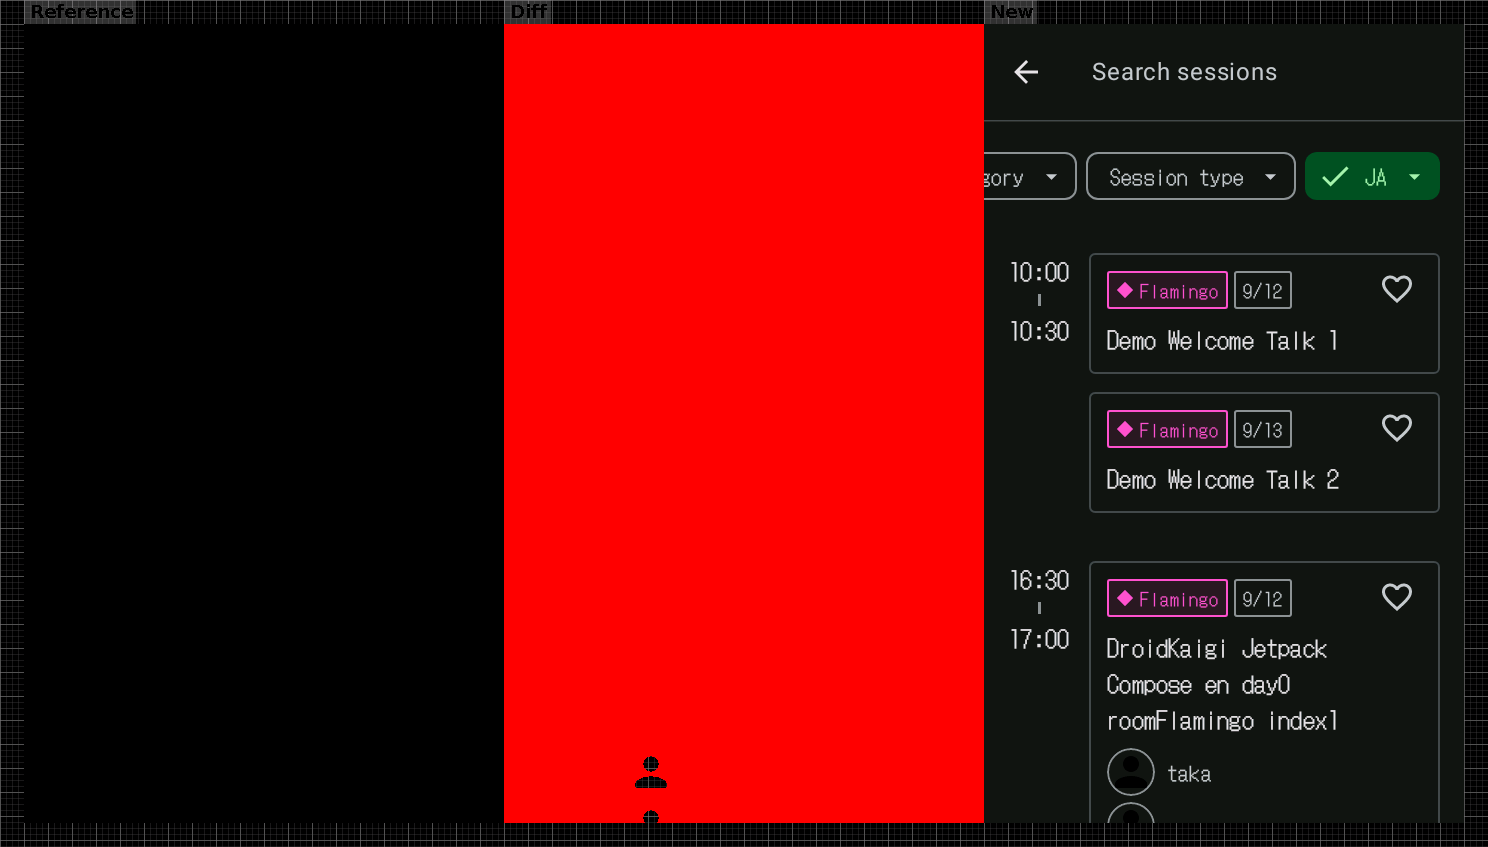 Reference
Diff
New
Search sessions
gory
Session type
JA
10:00
10:30
Flamingo
9/12
Demo Welcome Talk 1
Flamingo
9/13
Demo Welcome Talk 2
16:30
17:00
Flamingo
9/12
DroidKaigi Jetpack
Compose en day0
roomFlamingo index1
taka